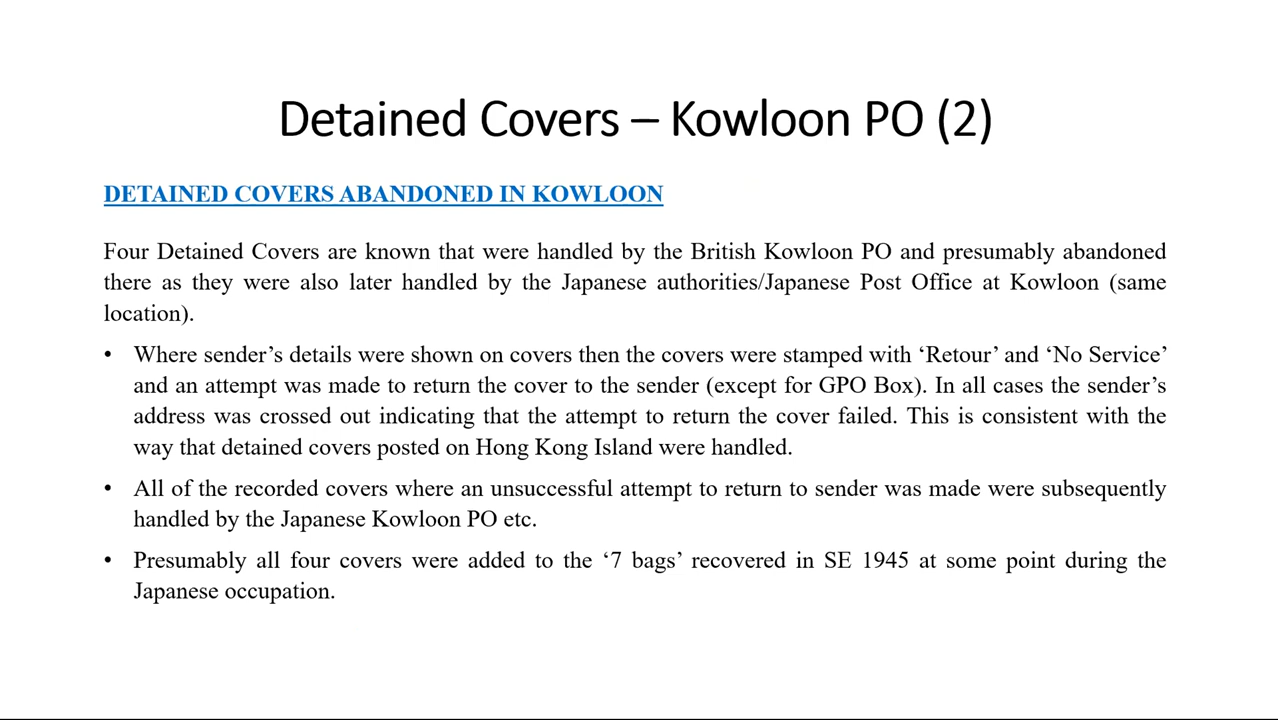 Detained Covers – Kowloon PO (2)
DETAINED COVERS ABANDONED IN KOWLOON
Four Detained Covers are known that were handled by the British Kowloon PO and presumably abandoned
there as they were also later handled by the Japanese authorities/Japanese Post Office at Kowloon (same
location).
• Where sender’s details were shown on covers then the covers were stamped with ‘Retour’ and ‘No Service’
and an attempt was made to return the cover to the sender (except for GPO Box). In all cases the sender’s
address was crossed out indicating that the attempt to return the cover failed. This is consistent with the
way that detained covers posted on Hong Kong Island were handled.
• All of the recorded covers where an unsuccessful attempt to return to sender was made were subsequently
handled by the Japanese Kowloon PO etc.
• Presumably all four covers were added to the ‘7 bags’ recovered in SE 1945 at some point during the
Japanese occupation.